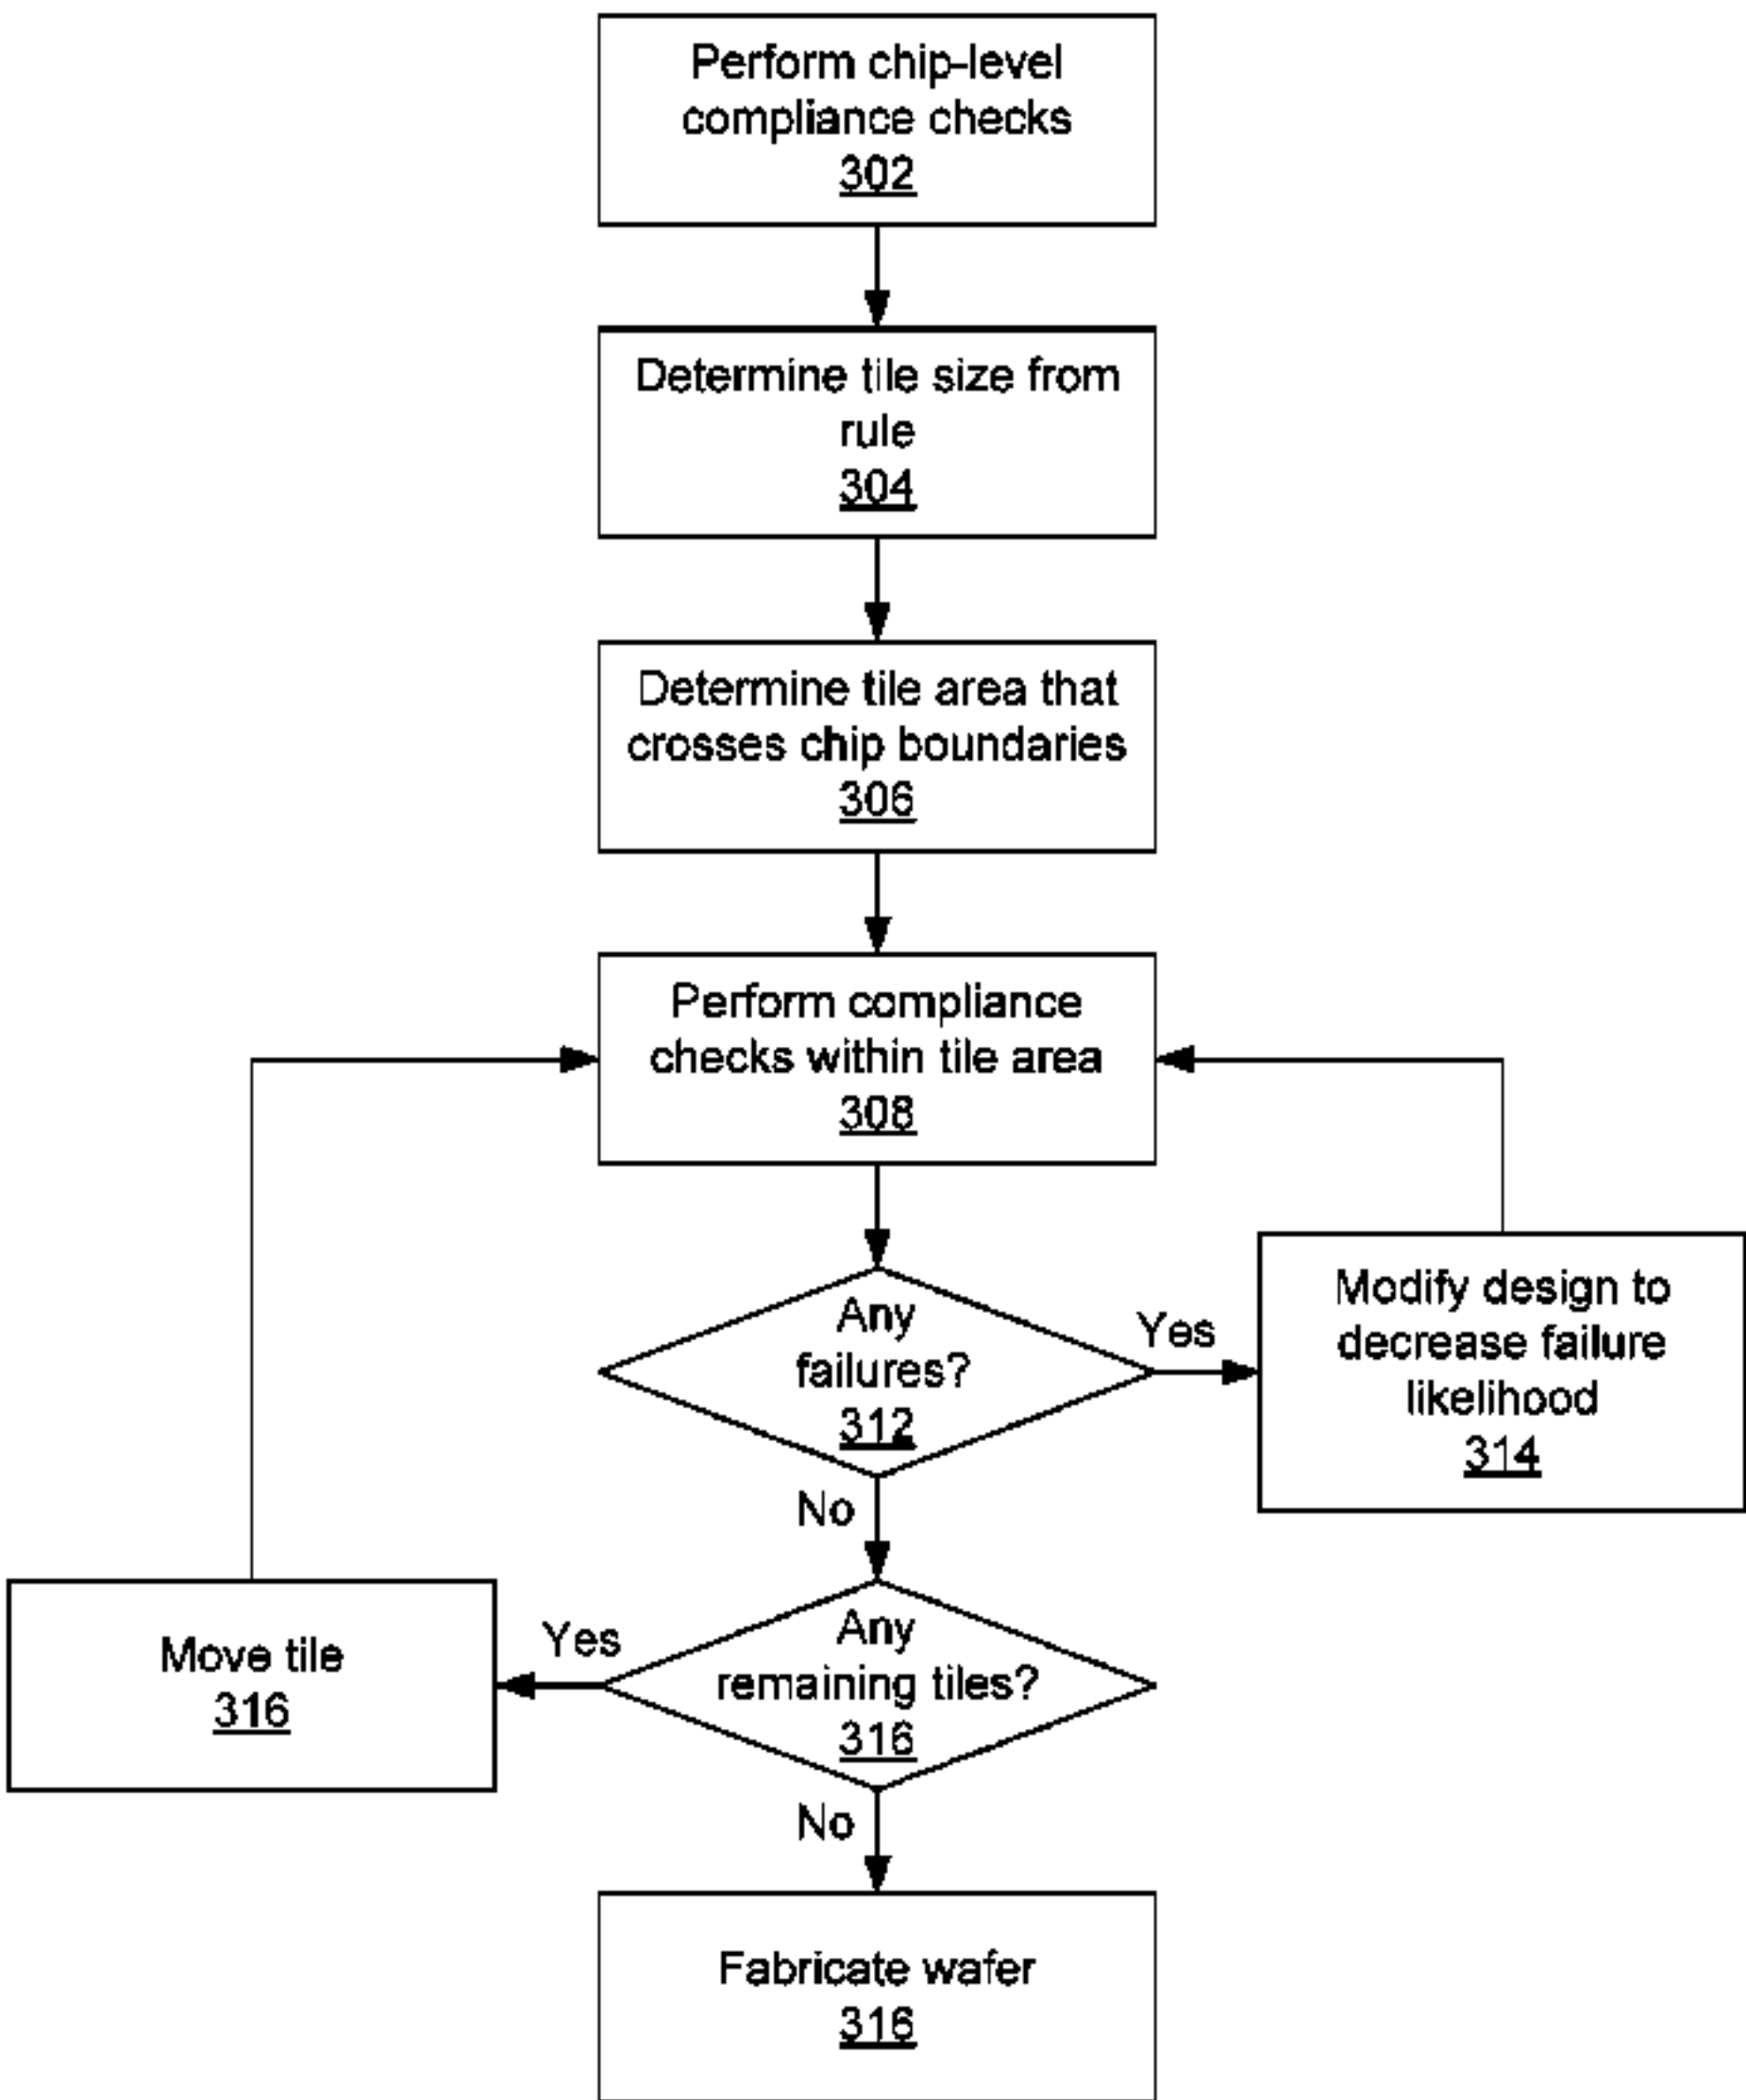 Perform chip-level
compliance checks
302
Determine tile size from
rule
304
Determine tile area that
crosses chip boundaries
306
Perform compliance
checks within tile area
308
Any
failures?
312
Yes
Modify design to
decrease failure
likelihood
314
No
Any
remaining tiles?
316
Yes
Move tile
316
No
Fabricate wafer
316